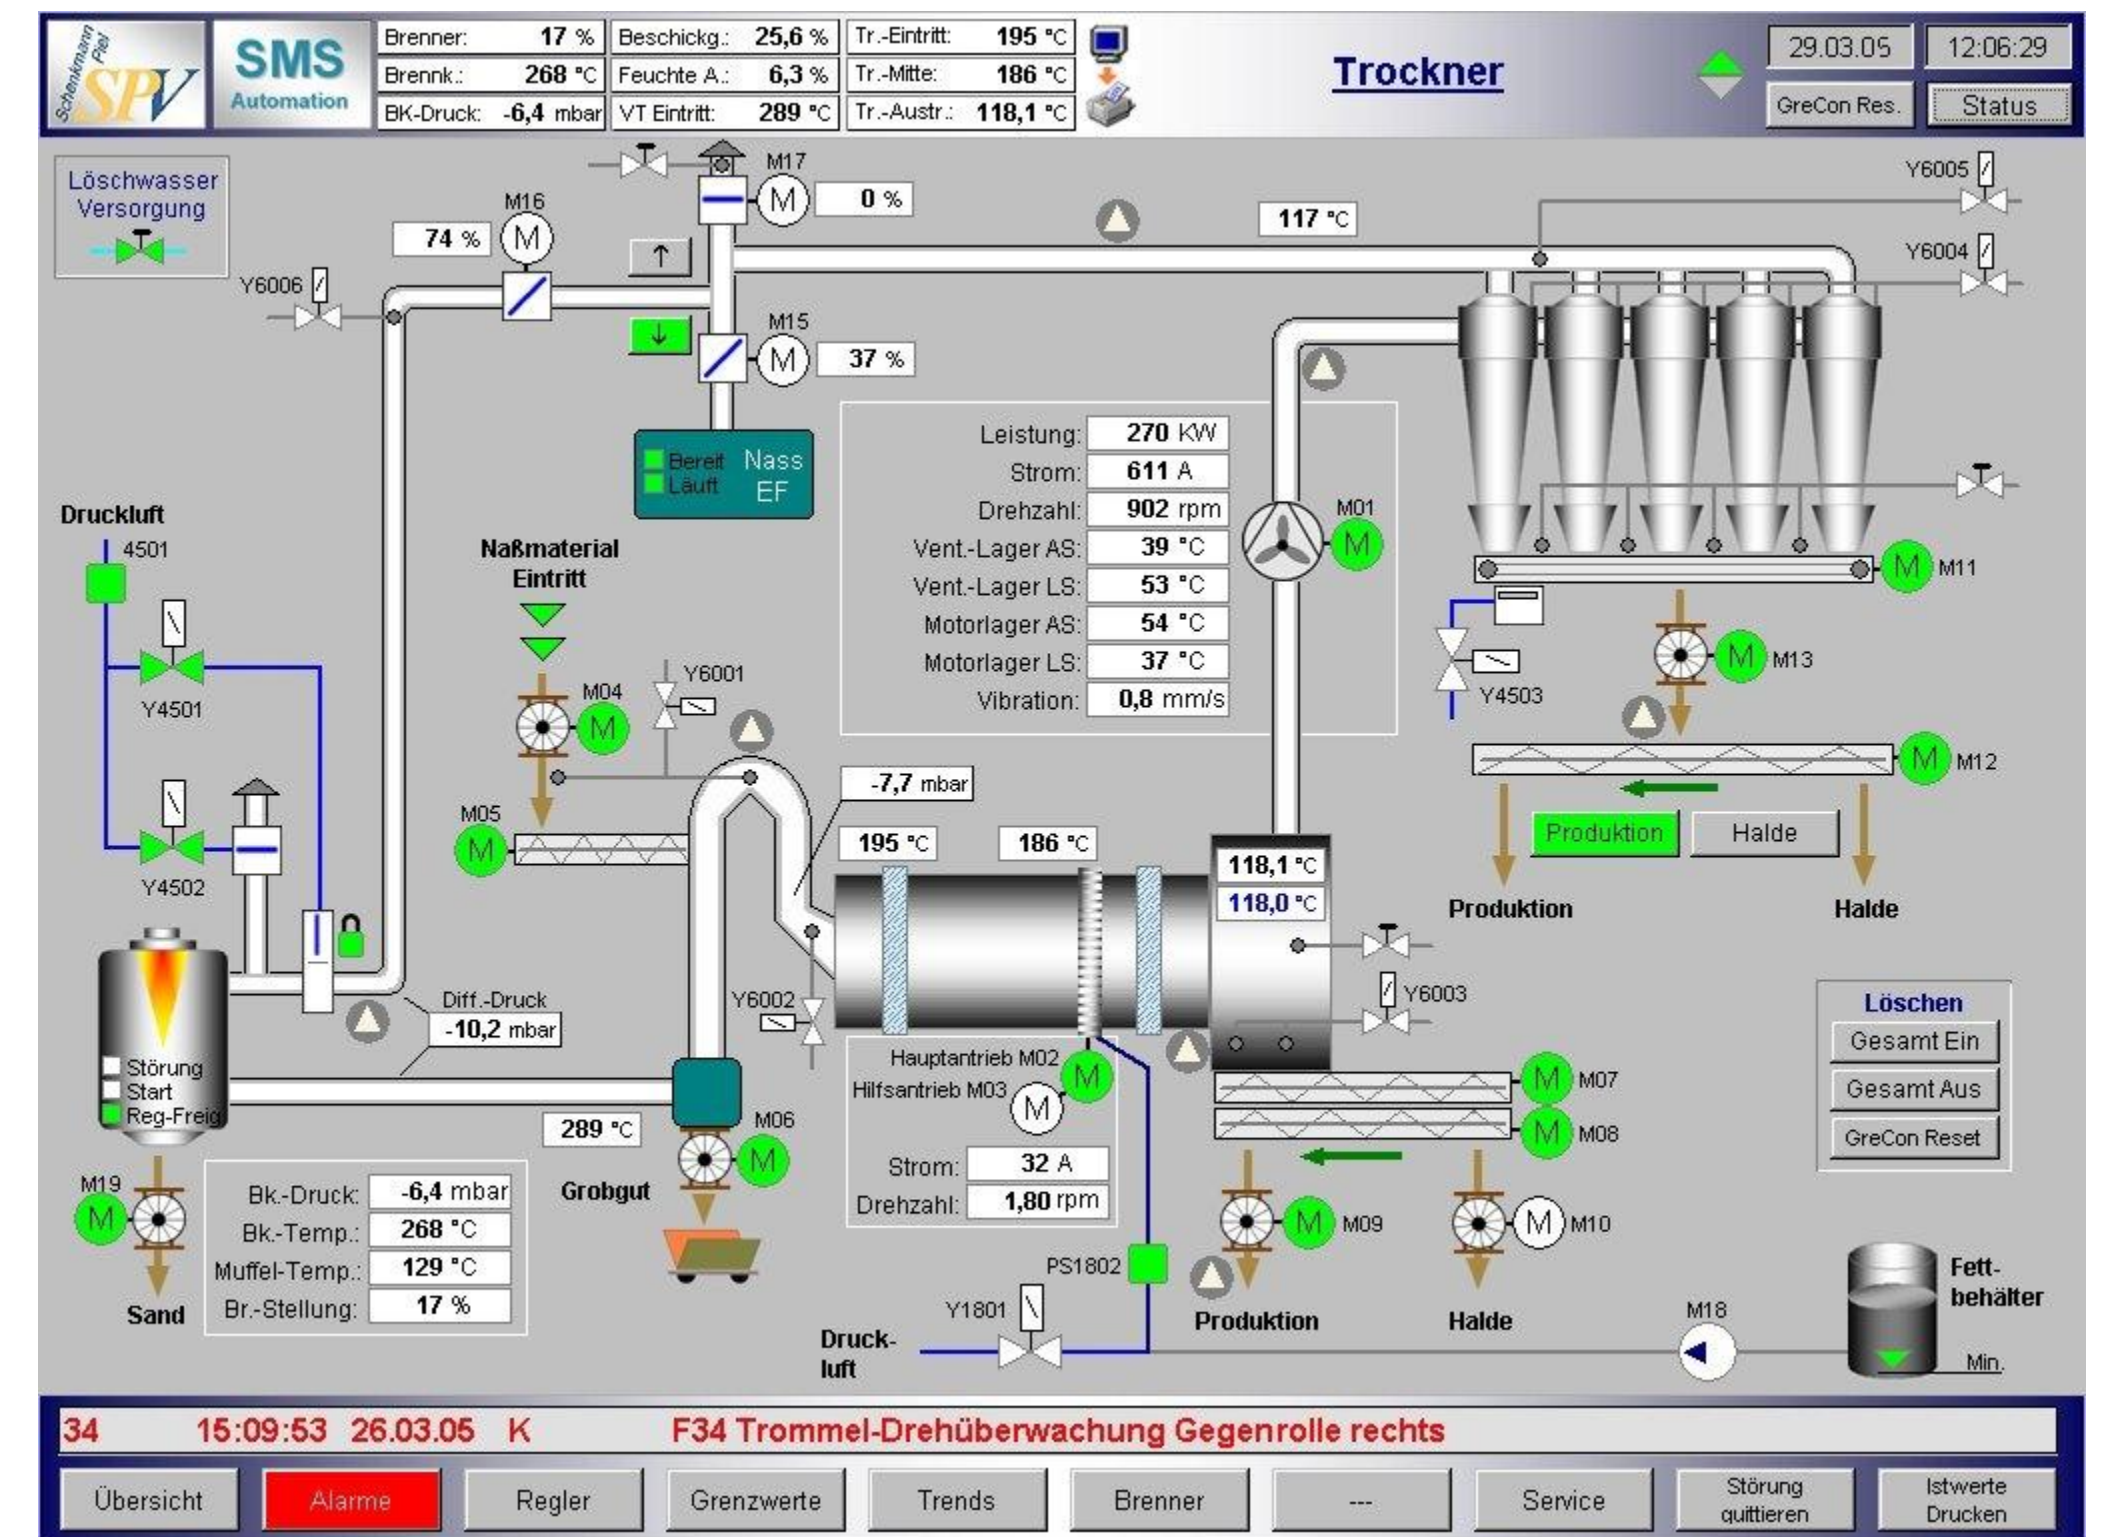 Schenkmann
Piel
SPV
SMS
Automation
Brenner: 17 %
Brennk.: 268 °C
BK-Druck: -6,4 mbar
Beschickg.: 25,6 %
Feuchte A.: 6,3 %
VT Eintritt: 289 °C
Tr.-Eintritt: 195 °C
Tr.-Mitte: 186 °C
Tr.-Austr.: 118,1 °C
Trockner
29.03.05
12:06:29
GreCon Res.
Status
Löschwasser
Versorgung
M16
M
74 %
M17
M
0 %
117 °C
Y6005
Y6004
Y6006
↑
↓
M15
M
37 %
Bereit
Läuft
Nass
EF
Leistung: 270 KW
Strom: 611 A
Drehzahl: 902 rpm
Vent.-Lager AS: 39 °C
Vent.-Lager LS: 53 °C
Motorlager AS: 54 °C
Motorlager LS: 37 °C
Vibration: 0,8 mm/s
M01
M
M M11
Druckluft
4501
Y4501
Y4502
Naßmaterial
Eintritt
M04
M
Y6001
M05
M
-7,7 mbar
195 °C
186 °C
118,1 °C
118,0 °C
Y4503
M M13
M M12
Produktion
Halde
Produktion
Halde
Y6002
Y6003
Diff.-Druck
-10,2 mbar
Störung
Start
Reg-Freig
289 °C
M06
M
Grobgut
Hauptantrieb M02
M
Hilfsantrieb M03
M
Strom: 32 A
Drehzahl: 1,80 rpm
M M07
M M08
M M09
M M10
Produktion
Halde
Löschen
Gesamt Ein
Gesamt Aus
GreCon Reset
M19
M
Sand
Bk.-Druck: -6,4 mbar
Bk.-Temp.: 268 °C
Muffel-Temp.: 129 °C
Br.-Stellung: 17 %
PS1802
Y1801
Druck-
luft
M18
Fett-
behälter
Min.
34 15:09:53 26.03.05 K F34 Trommel-Drehüberwachung Gegenrolle rechts
Übersicht
Alarme
Regler
Grenzwerte
Trends
Brenner
---
Service
Störung
quittieren
Istwerte
Drucken